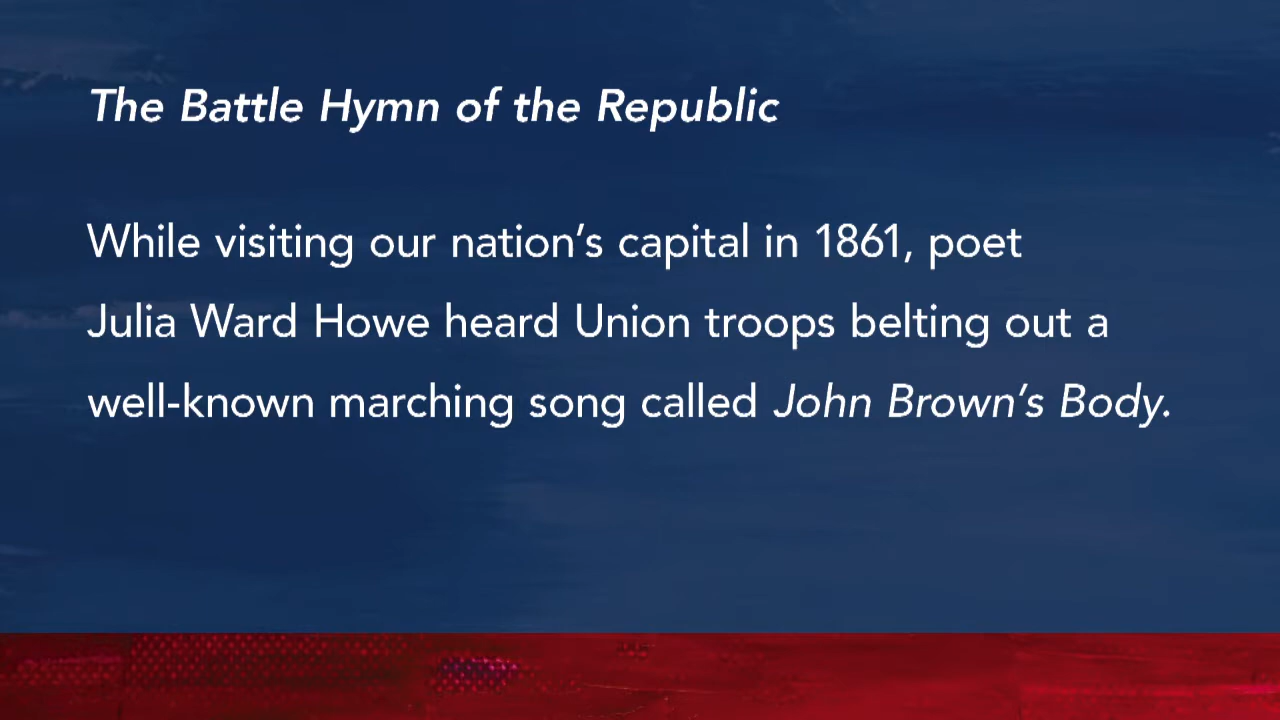 The Battle Hymn of the Republic
While visiting our nation’s capital in 1861, poet
Julia Ward Howe heard Union troops belting out a
well-known marching song called John Brown’s Body.